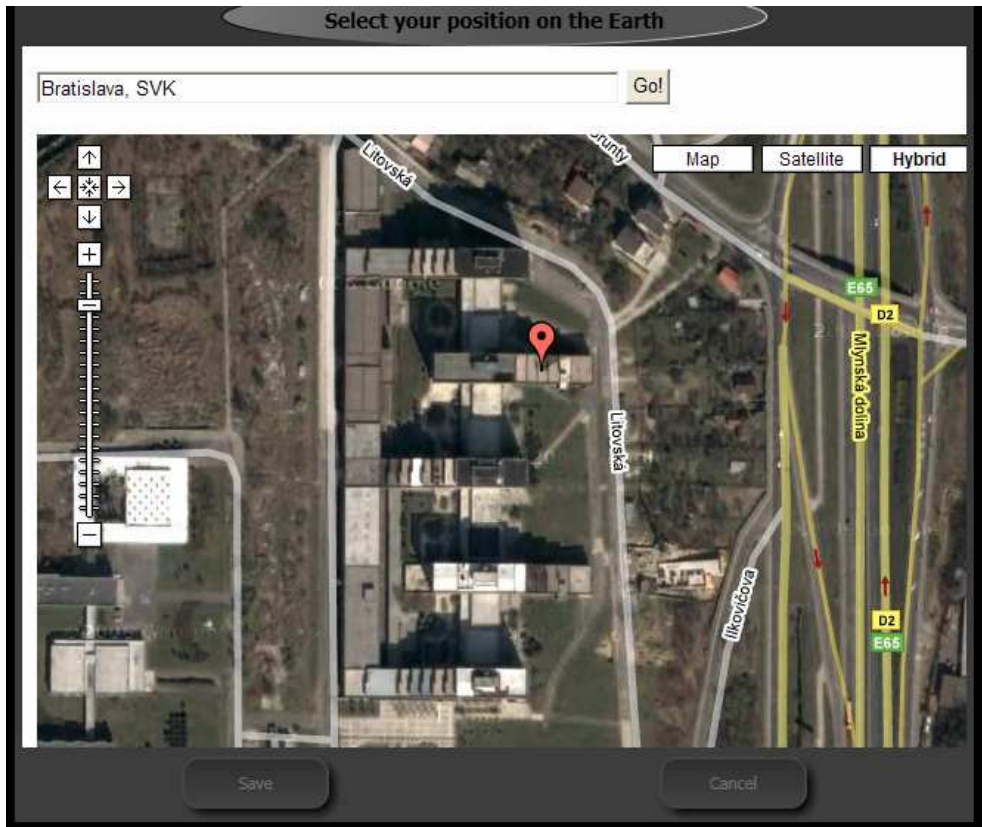 Select your position on the Earth
Bratislava, SVK
Go!
Map
Satellite
Hybrid
Litovská
E65
D2
Mlynská dolina
Litovská
Ilkovičova
D2
E65
Save
Cancel